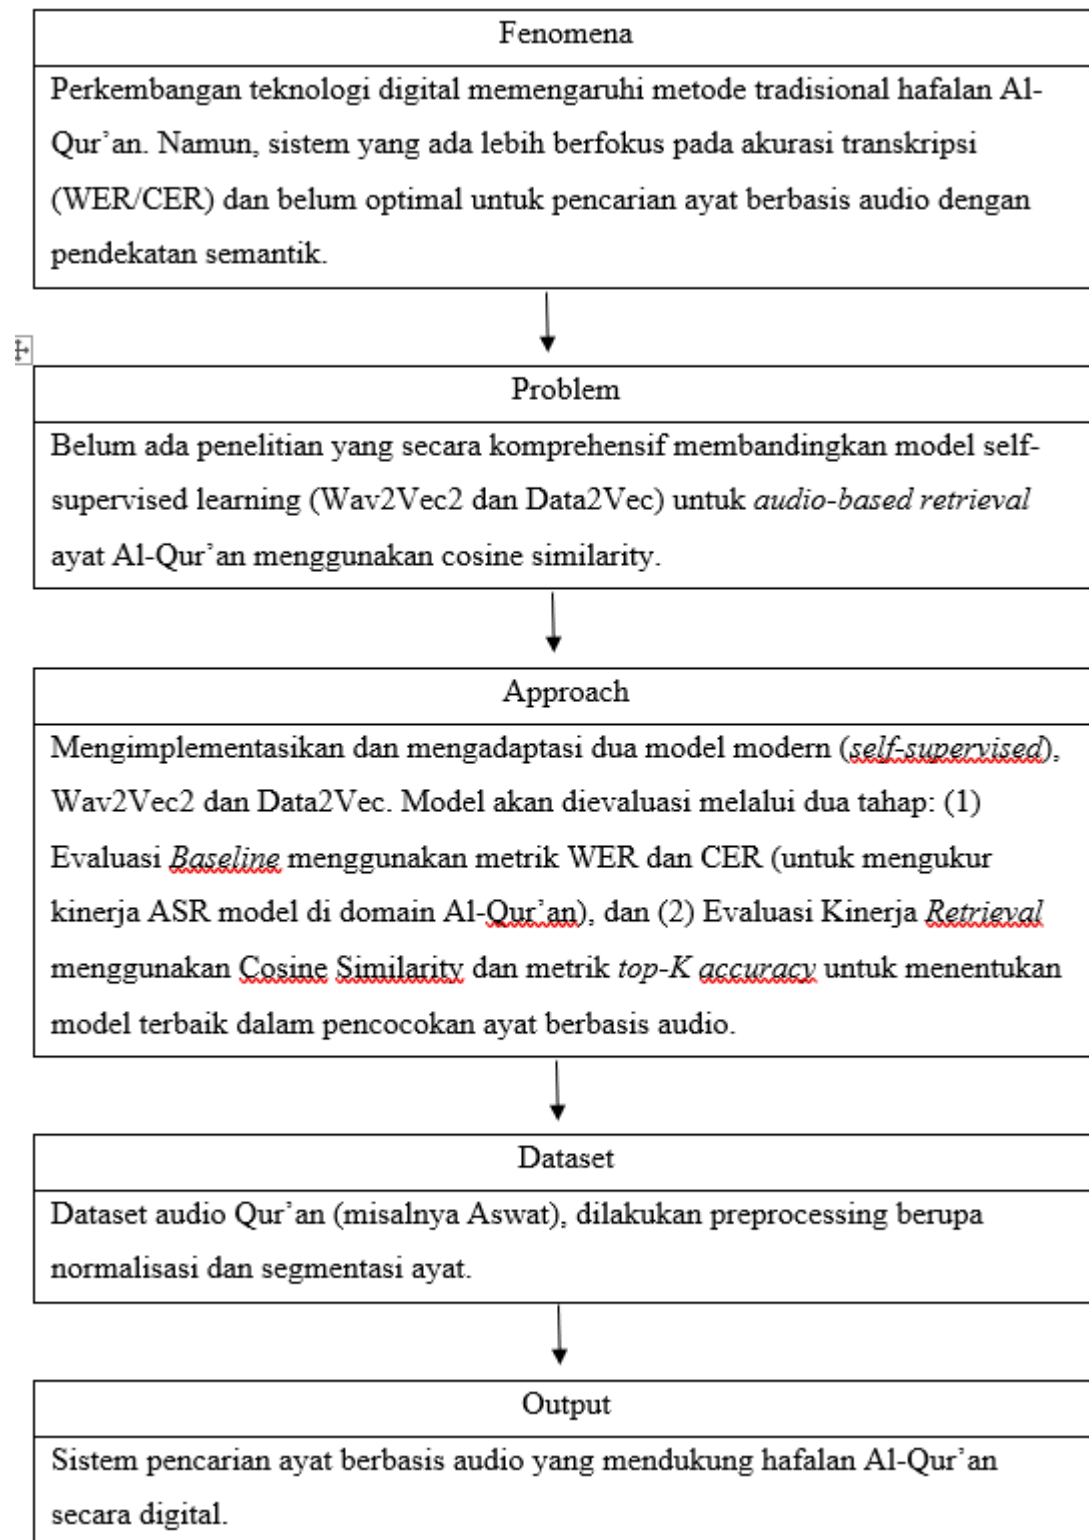 Fenomena
Perkembangan teknologi digital memengaruhi metode tradisional hafalan Al-
Qur’an. Namun, sistem yang ada lebih berfokus pada akurasi transkripsi
(WER/CER) dan belum optimal untuk pencarian ayat berbasis audio dengan
pendekatan semantik.
Problem
Belum ada penelitian yang secara komprehensif membandingkan model self-
supervised learning (Wav2Vec2 dan Data2Vec) untuk audio-based retrieval
ayat Al-Qur’an menggunakan cosine similarity.
Approach
Mengimplementasikan dan mengadaptasi dua model modern (self-supervised),
Wav2Vec2 dan Data2Vec. Model akan dievaluasi melalui dua tahap: (1)
Evaluasi Baseline menggunakan metrik WER dan CER (untuk mengukur
kinerja ASR model di domain Al-Qur’an), dan (2) Evaluasi Kinerja Retrieval
menggunakan Cosine Similarity dan metrik top-K accuracy untuk menentukan
model terbaik dalam pencocokan ayat berbasis audio.
Dataset
Dataset audio Qur’an (misalnya Aswat), dilakukan preprocessing berupa
normalisasi dan segmentasi ayat.
Output
Sistem pencarian ayat berbasis audio yang mendukung hafalan Al-Qur’an
secara digital.